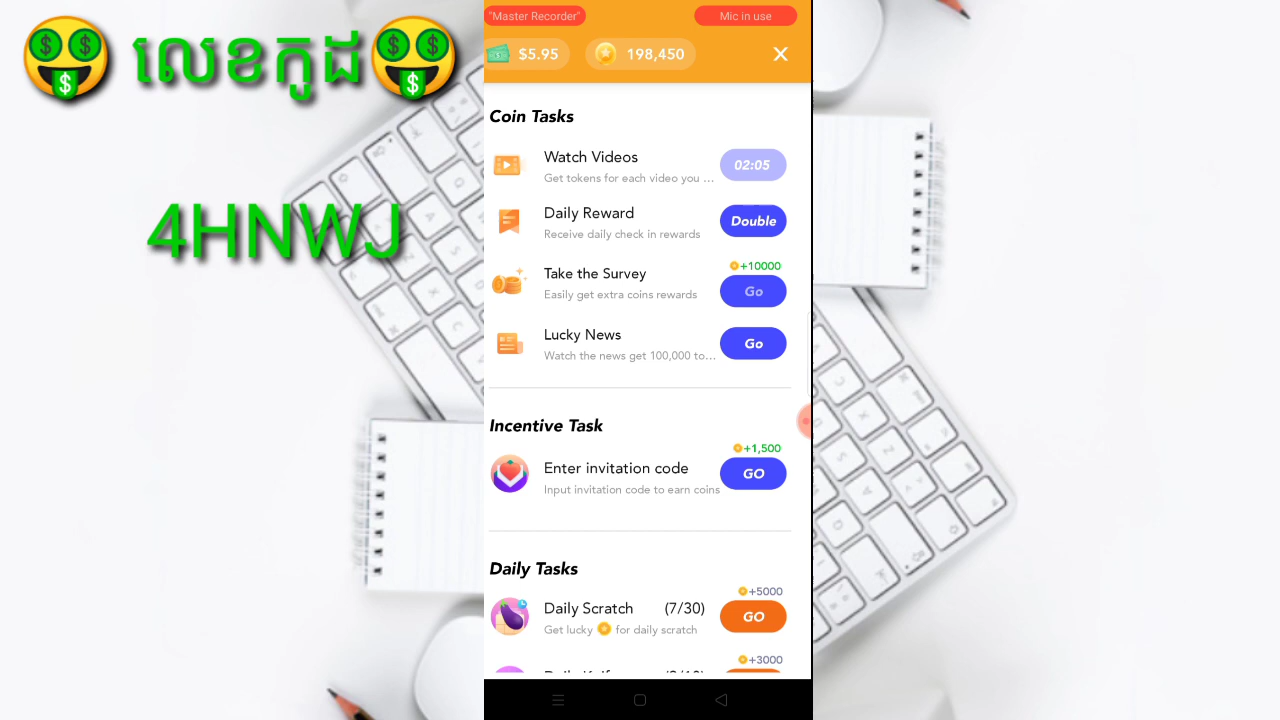 លេខកូដ
4HNWJ
"Master Recorder"
Mic in use
$5.95
198,450
Coin Tasks
Watch Videos
Get tokens for each video you ...
02:05
Daily Reward
Receive daily check in rewards
Double
Take the Survey
Easily get extra coins rewards
+10000
Go
Lucky News
Watch the news get 100,000 to...
Go
Incentive Task
Enter invitation code
Input invitation code to earn coins
+1,500
GO
Daily Tasks
Daily Scratch (7/30)
Get lucky for daily scratch
+5000
GO
+3000